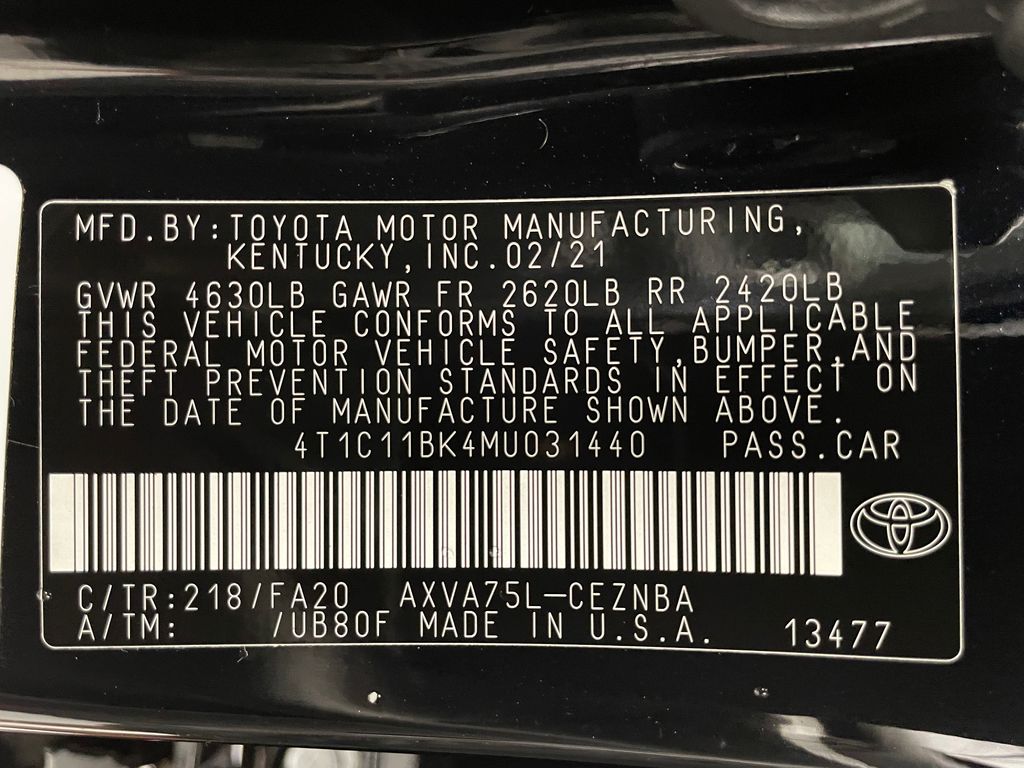 MFD.BY:TOYOTA MOTOR MANUFACTURING,
KENTUCKY,INC.02/21
GVWR 4630LB GAWR FR 2620LB RR 2420LB
THIS VEHICLE CONFORMS TO ALL APPLICABLE
FEDERAL MOTOR VEHICLE SAFETY,BUMPER,AND
THEFT PREVENTION STANDARDS IN EFFECT ON
THE DATE OF MANUFACTURE SHOWN ABOVE.
4T1C11BK4MU031440 PASS.CAR
C/TR:218/FA20 AXVA75L-CEZNBA
A/TM: /UB80F MADE IN U.S.A. 13477